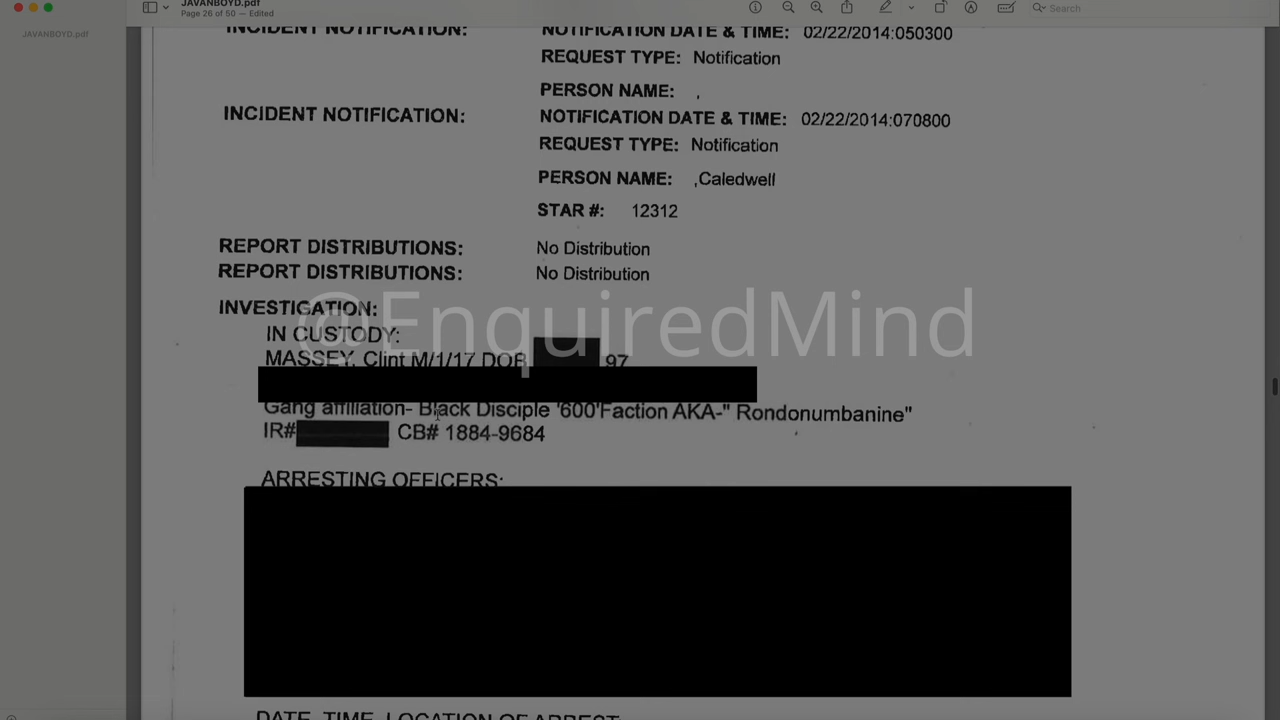 JAVANBOYD.pdf
Page 26 of 50 – Edited
Search
JAVANBOYD.pdf
INCIDENT NOTIFICATION: NOTIFICATION DATE & TIME: 02/22/2014:050300
REQUEST TYPE: Notification
PERSON NAME: ,
INCIDENT NOTIFICATION: NOTIFICATION DATE & TIME: 02/22/2014:070800
REQUEST TYPE: Notification
PERSON NAME: ,Caledwell
STAR #: 12312
REPORT DISTRIBUTIONS: No Distribution
REPORT DISTRIBUTIONS: No Distribution
INVESTIGATION:
@EnquiredMind
IN CUSTODY:
MASSEY, Clint M/1/17 DOB 97
Gang affiliation- Black Disciple '600'Faction AKA-" Rondonumbanine"
IR# CB# 1884-9684
ARRESTING OFFICERS:
DATE, TIME, LOCATION OF ARREST